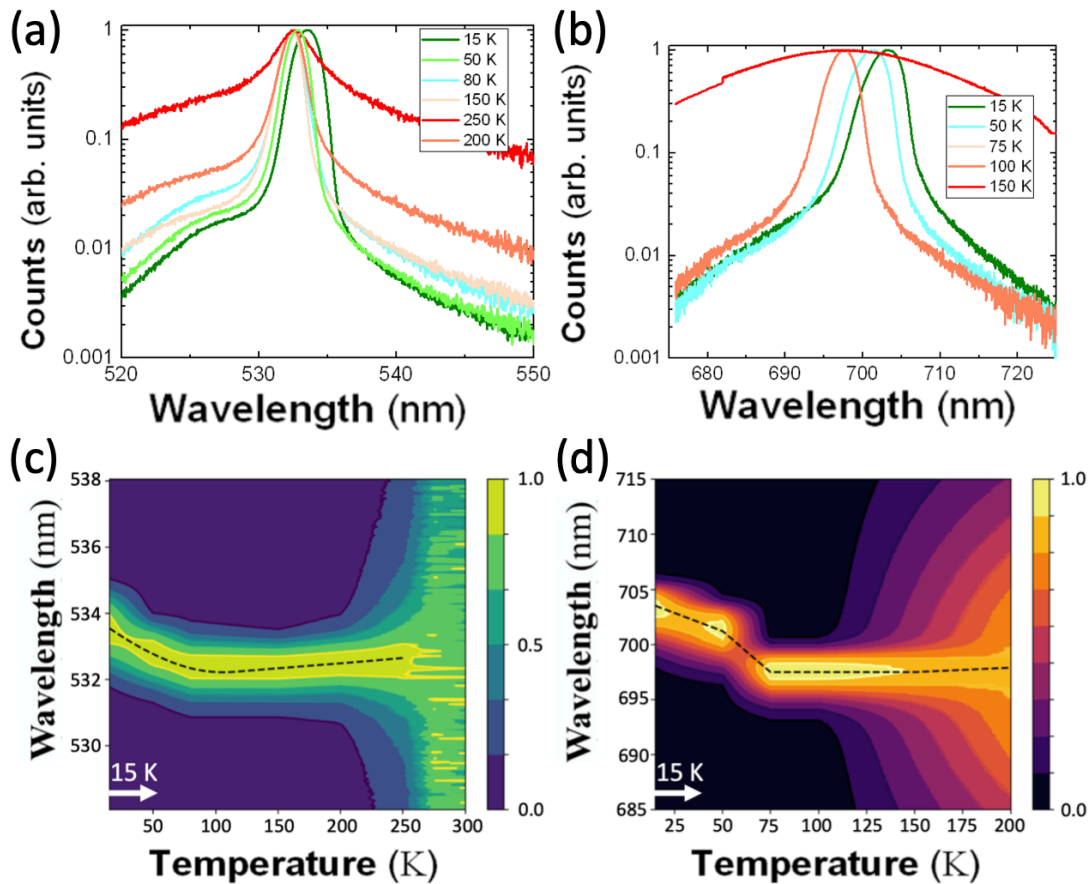 (a)
1
0.1
0.01
0.001
Counts (arb. units)
15 K
50 K
80 K
150 K
250 K
200 K
520
530
540
550
Wavelength (nm)
(b)
1
0.1
0.01
0.001
Counts (arb. units)
15 K
50 K
75 K
100 K
150 K
680
690
700
710
720
Wavelength (nm)
(c)
538
536
534
532
530
Wavelength (nm)
15 K
50
100
150
200
250
300
Temperature (K)
1.0
0.5
0.0
(d)
715
710
705
700
695
690
685
Wavelength (nm)
15 K
25
50
75
100
125
150
175
200
Temperature (K)
1.0
0.5
0.0